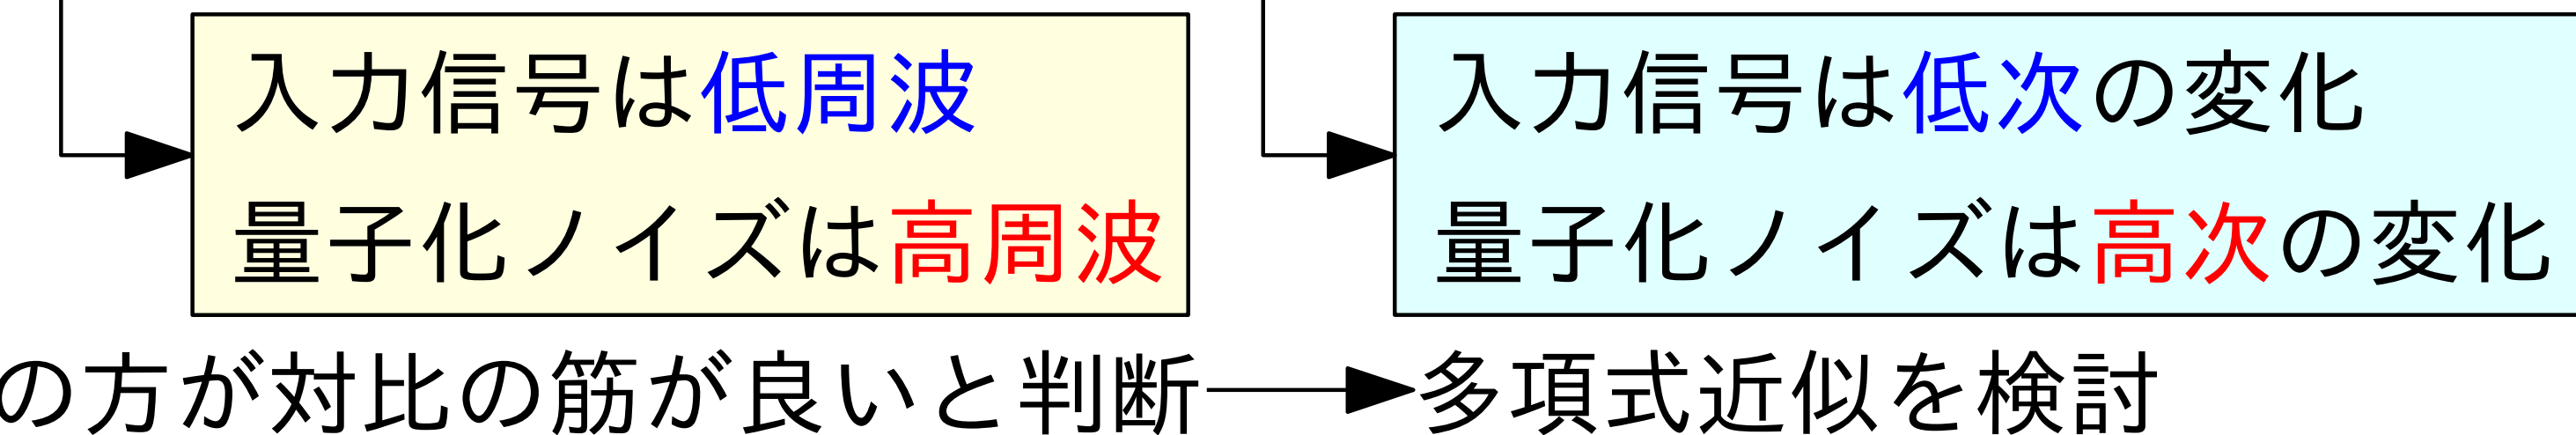 入力信号は低周波
量子化ノイズは高周波
入力信号は低次の変化
量子化ノイズは高次の変化
の方が対比の筋が良いと判断
多項式近似を検討